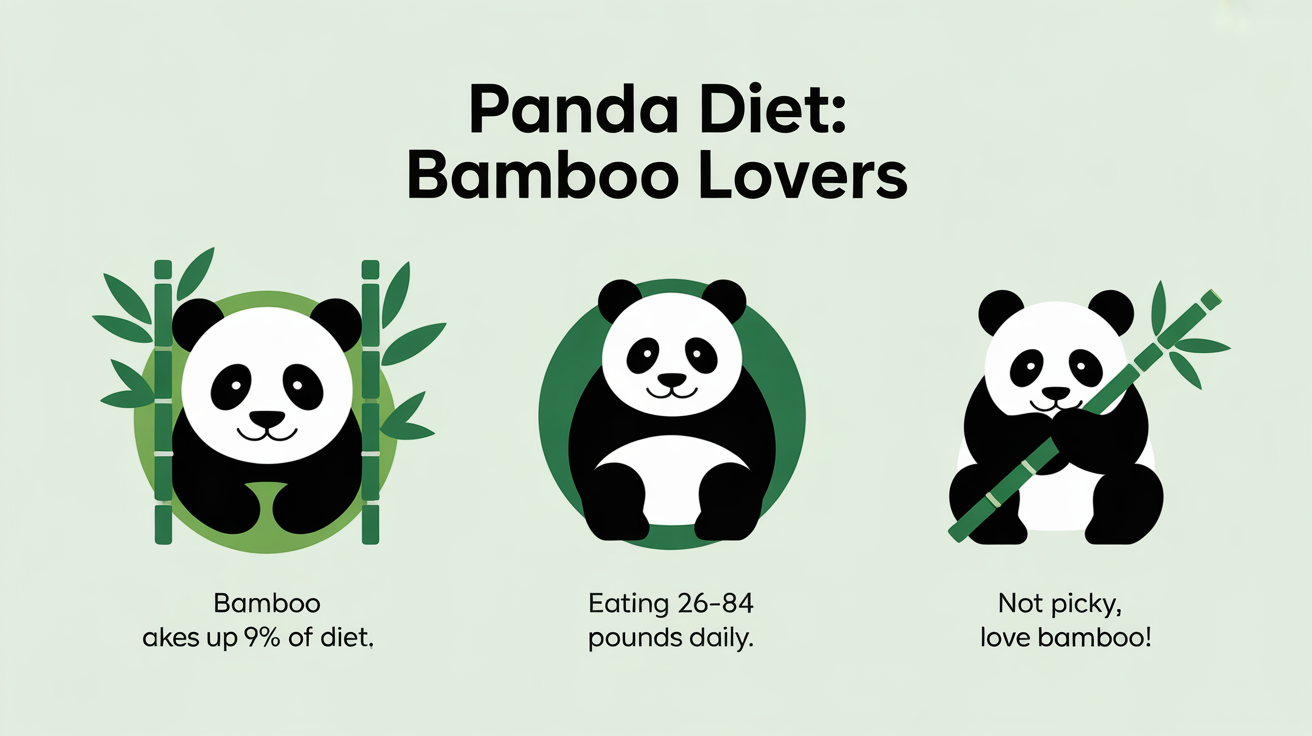 Panda Diet:
Bamboo Lovers
Bamboo
akes up 9% of diet.
Eating 26–84
pounds daily.
Not picky,
love bamboo!